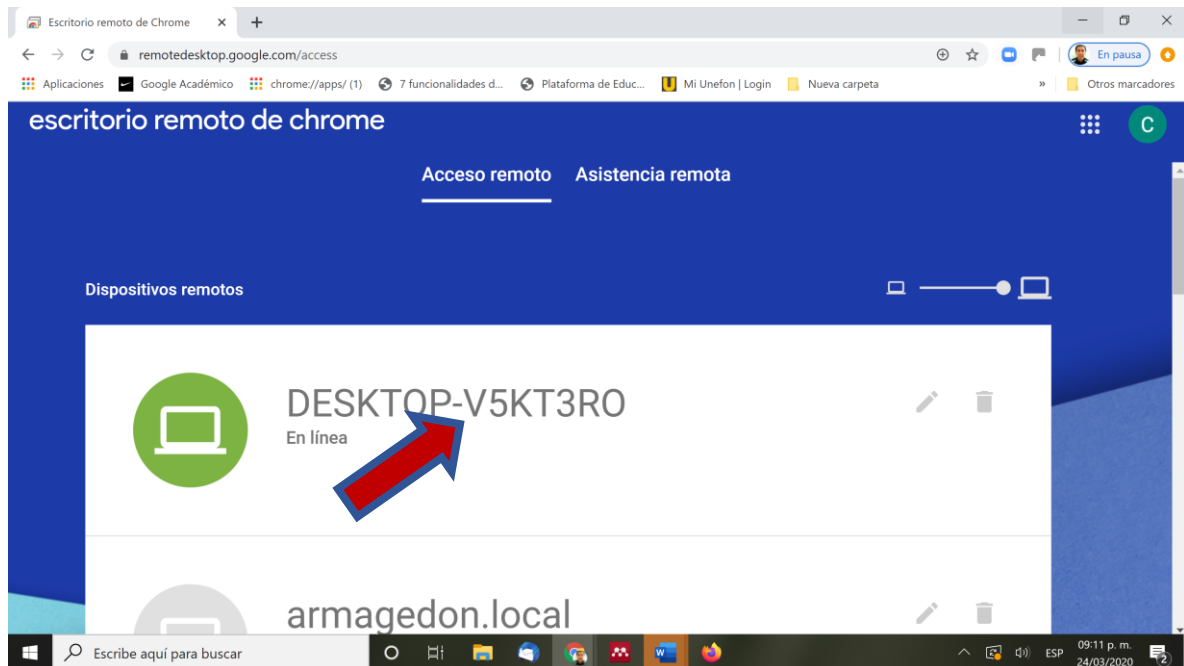 Escritorio remoto de Chrome
remotedesktop.google.com/access
En pausa
Aplicaciones Google Académico chrome://apps/ (1) 7 funcionalidades d... Plataforma de Educ... Mi Unefon | Login Nueva carpeta » Otros marcadores
escritorio remoto de chrome
C
Acceso remoto Asistencia remota
Dispositivos remotos
DESKTOP-V5KT3RO
En línea
armagedon.local
Escribe aquí para buscar
ESP
09:11 p. m.
24/03/2020
2